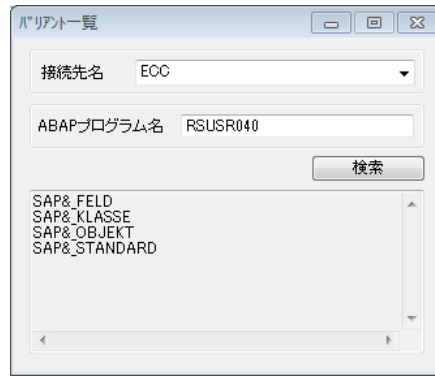 バリアント一覧
接続先名 ECC
ABAPプログラム名 RSUSR040
検索
SAP&_FELD
SAP&_KLASSE
SAP&_OBJEKT
SAP&_STANDARD